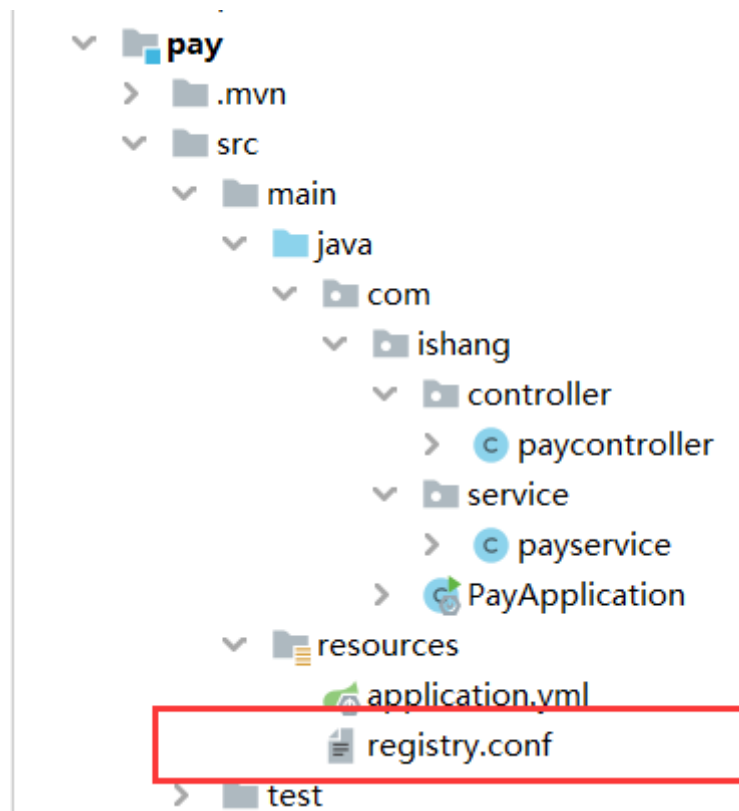 pay
.mvn
src
main
java
com
ishang
controller
paycontroller
service
payservice
PayApplication
resources
application.yml
registry.conf
test